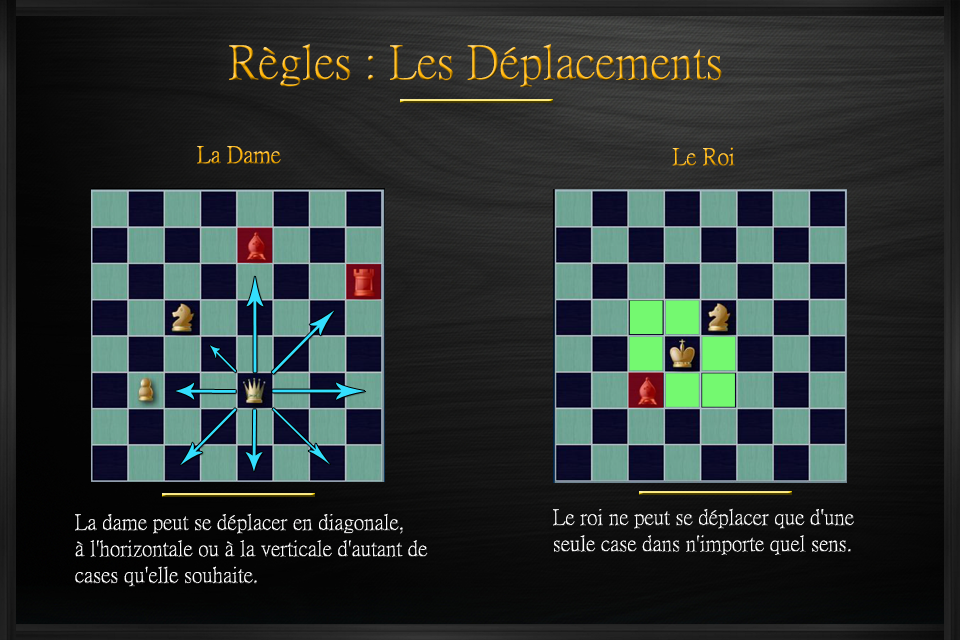 Règles : Les Déplacements
La Dame
La dame peut se déplacer en diagonale,
à l'horizontale ou à la verticale d'autant de
cases qu'elle souhaite.
Le Roi
Le roi ne peut se déplacer que d'une
seule case dans n'importe quel sens.